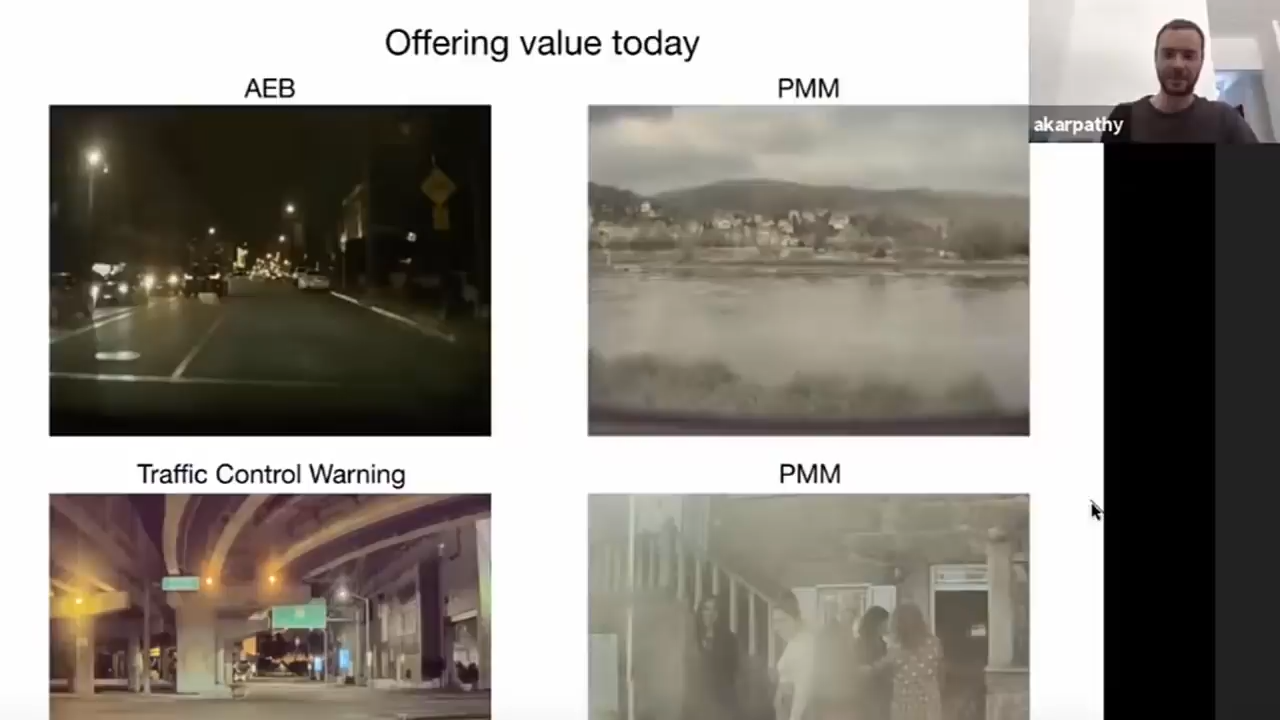 Offering value today
AEB
PMM
akarpathy
Traffic Control Warning
PMM